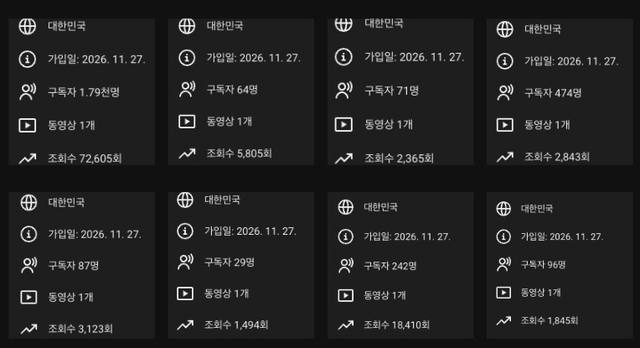 대한민국
가입일: 2026. 11. 27.
구독자 1.79천명
동영상 1개
조회수 72,605회
대한민국
가입일: 2026. 11. 27.
구독자 64명
동영상 1개
조회수 5,805회
대한민국
가입일: 2026. 11. 27.
구독자 71명
동영상 1개
조회수 2,365회
대한민국
가입일: 2026. 11. 27.
구독자 474명
동영상 1개
조회수 2,843회
대한민국
가입일: 2026. 11. 27.
구독자 87명
동영상 1개
조회수 3,123회
대한민국
가입일: 2026. 11. 27.
구독자 29명
동영상 1개
조회수 1,494회
대한민국
가입일: 2026. 11. 27.
구독자 242명
동영상 1개
조회수 18,410회
대한민국
가입일: 2026. 11. 27.
구독자 96명
동영상 1개
조회수 1,845회